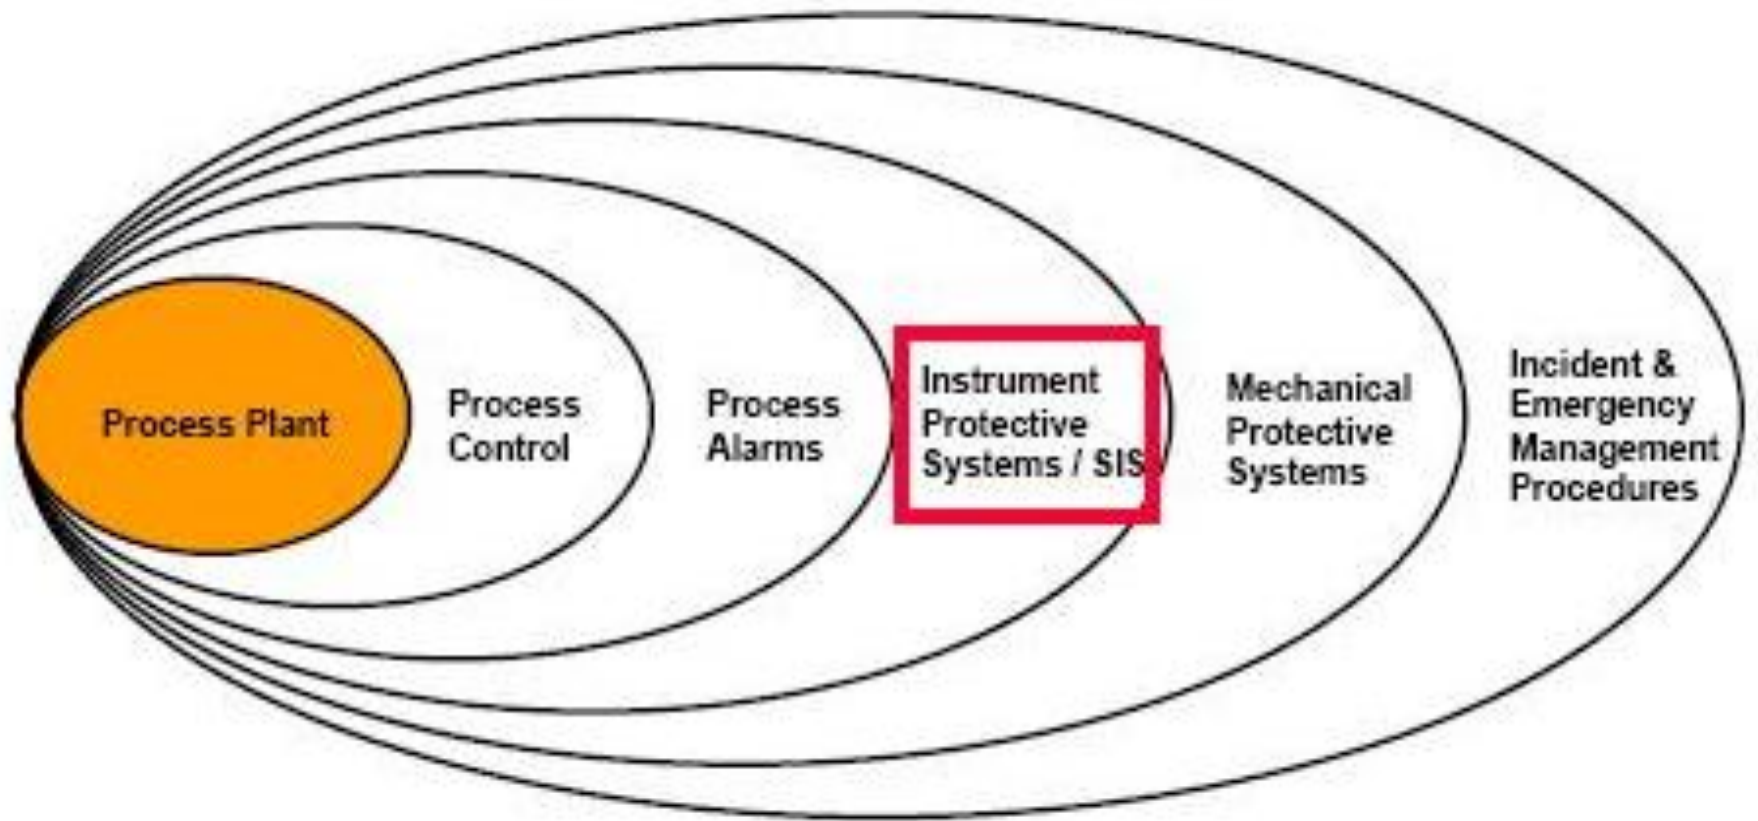 Process Plant
Process
Control
Process
Alarms
Instrument
Protective
Systems / SIS
Mechanical
Protective
Systems
Incident &
Emergency
Management
Procedures